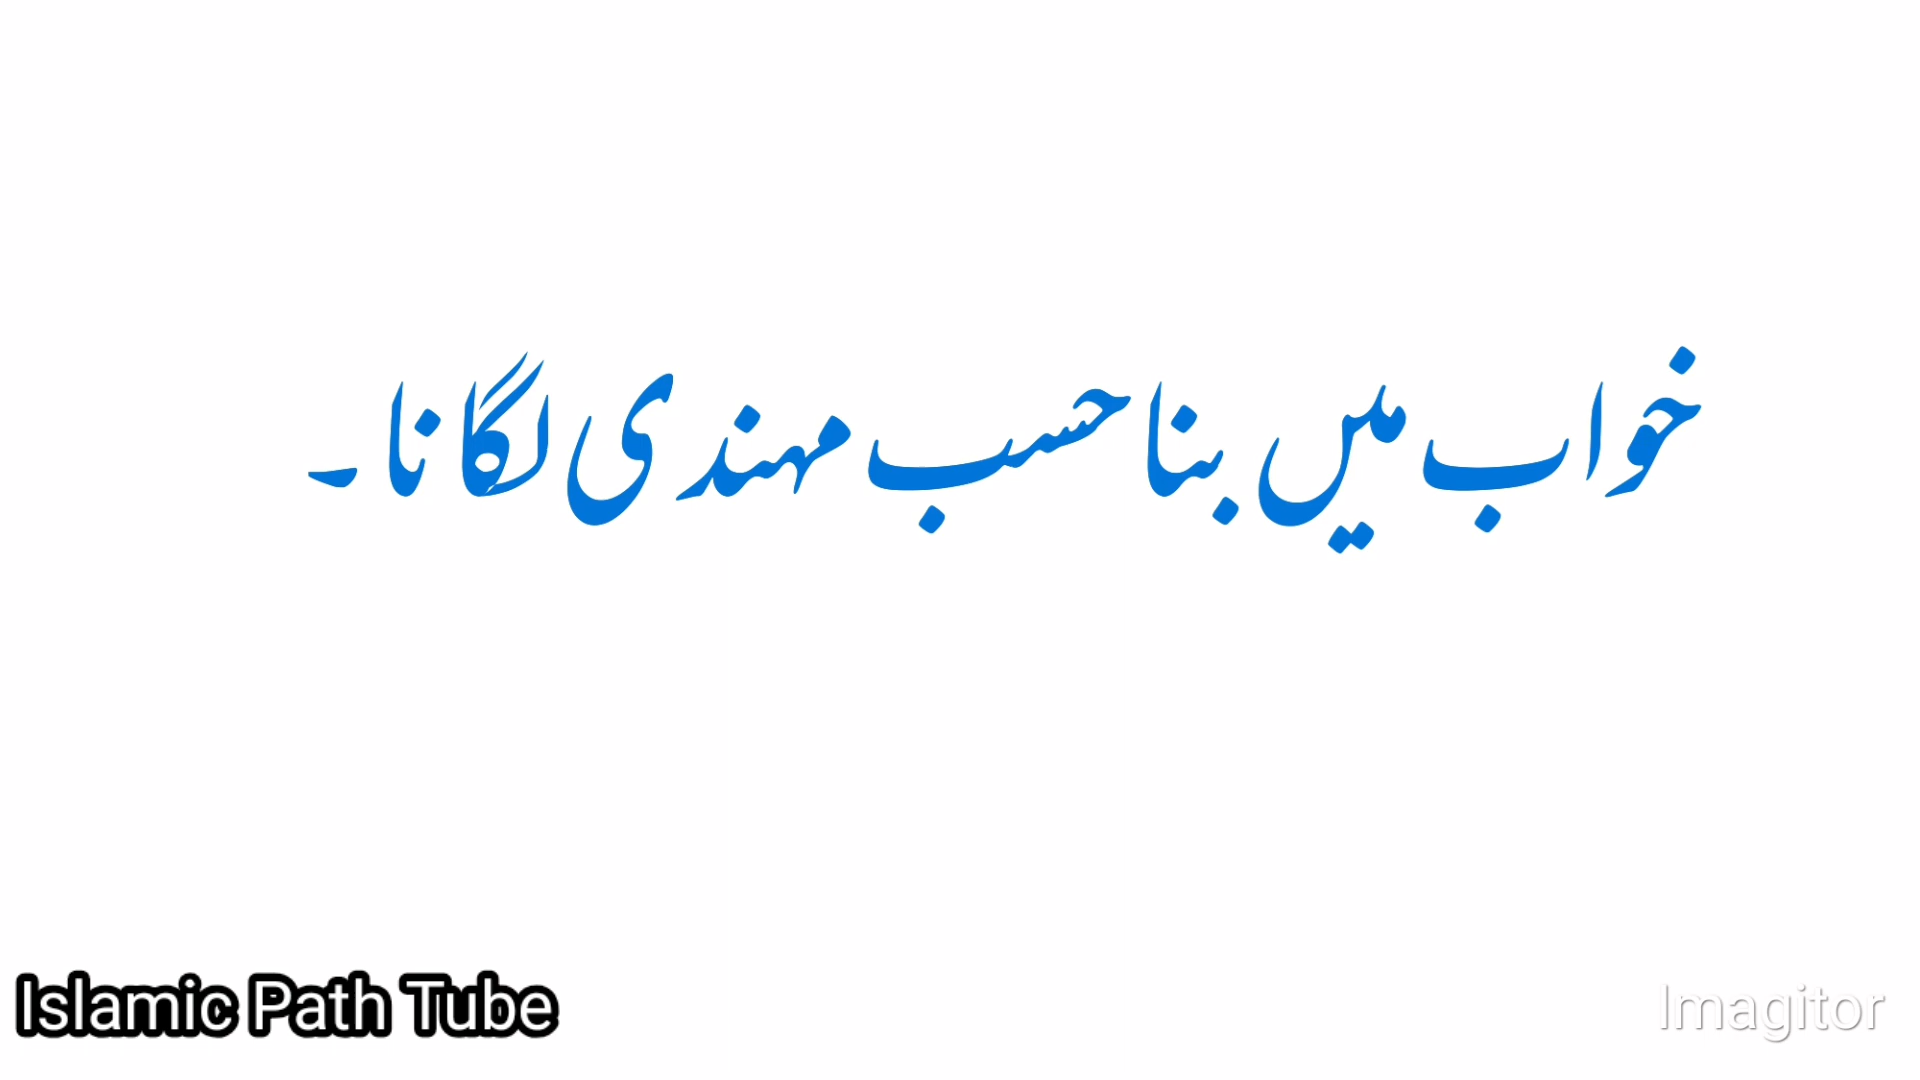 خواب میں بنا حسب مہندی لگانا۔
Islamic Path Tube
Imagitor